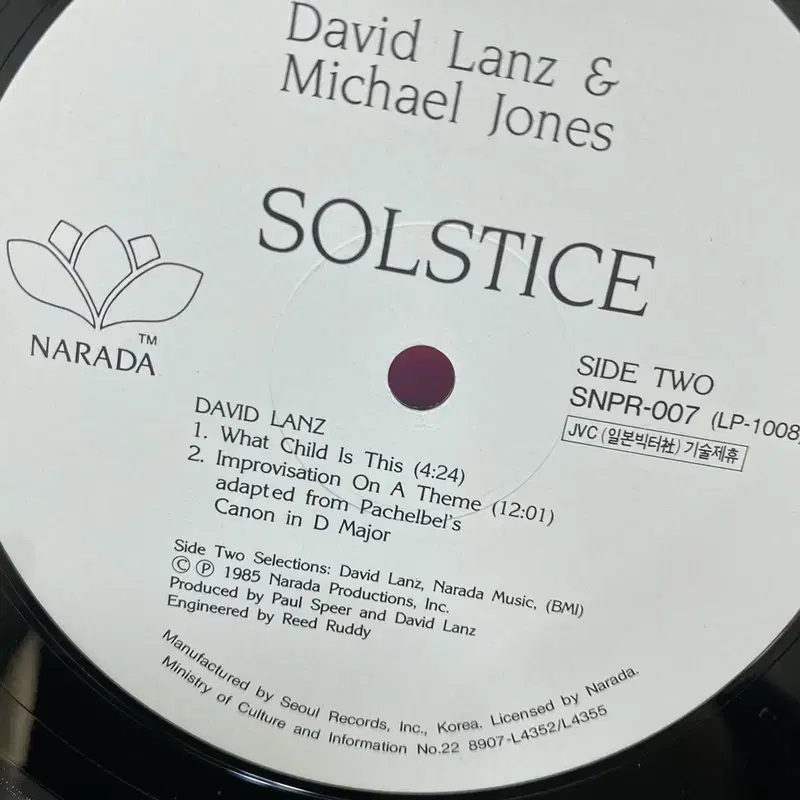 David Lanz &
Michael Jones
SOLSTICE
TM
NARADA
SIDE TWO
SNPR-007 (LP-1008)
JVC (일본빅터社) 기술제휴
DAVID LANZ
1. What Child Is This (4:24)
2. Improvisation On A Theme (12:01)
adapted from Pachelbel's
Canon in D Major
Side Two Selections: David Lanz, Narada Music, (BMI)
© ℗ 1985 Narada Productions, Inc.
Produced by Paul Speer and David Lanz
Engineered by Reed Ruddy
Manufactured by Seoul Records, Inc., Korea. Licensed by Narada.
Ministry of Culture and Information No.22 8907-L4352/L4355